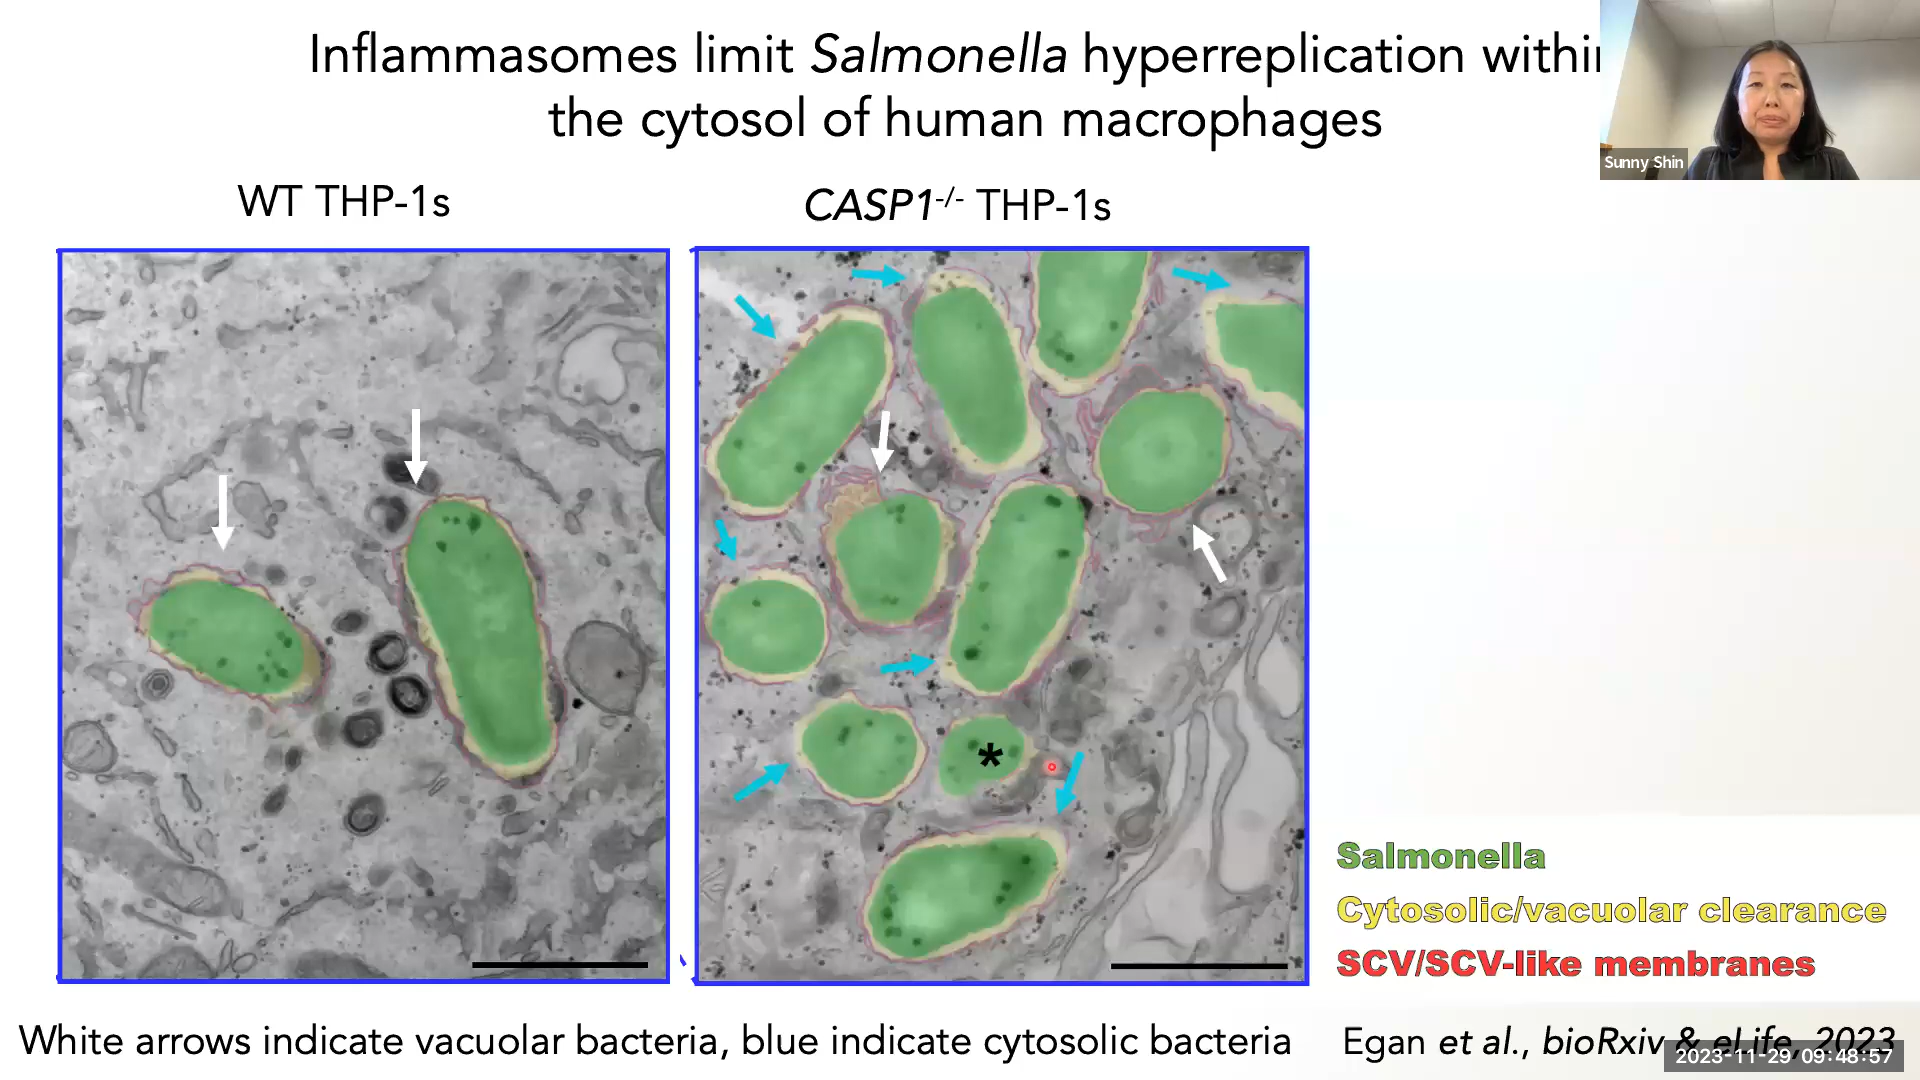 Inflammasomes limit Salmonella hyperreplication within
the cytosol of human macrophages
Sunny Shin
WT THP-1s
CASP1-/- THP-1s
*
Salmonella
Cytosolic/vacuolar clearance
SCV/SCV-like membranes
White arrows indicate vacuolar bacteria, blue indicate cytosolic bacteria
Egan et al., bioRxiv & eLife, 2023
2023-11-29 09:48:57